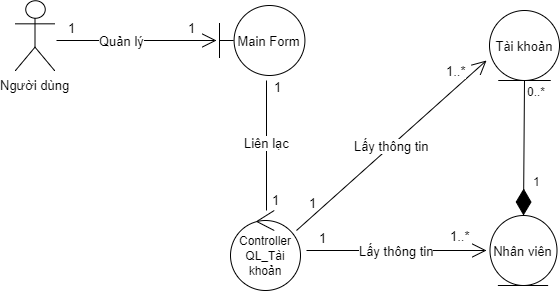 1
Quản lý
1
Main Form
Tài khoản
Người dùng
1
1..*
0..*
Liên lạc
Lấy thông tin
1
1
1
Controller
QL_Tài
khoản
1
Lấy thông tin
1..*
Nhân viên